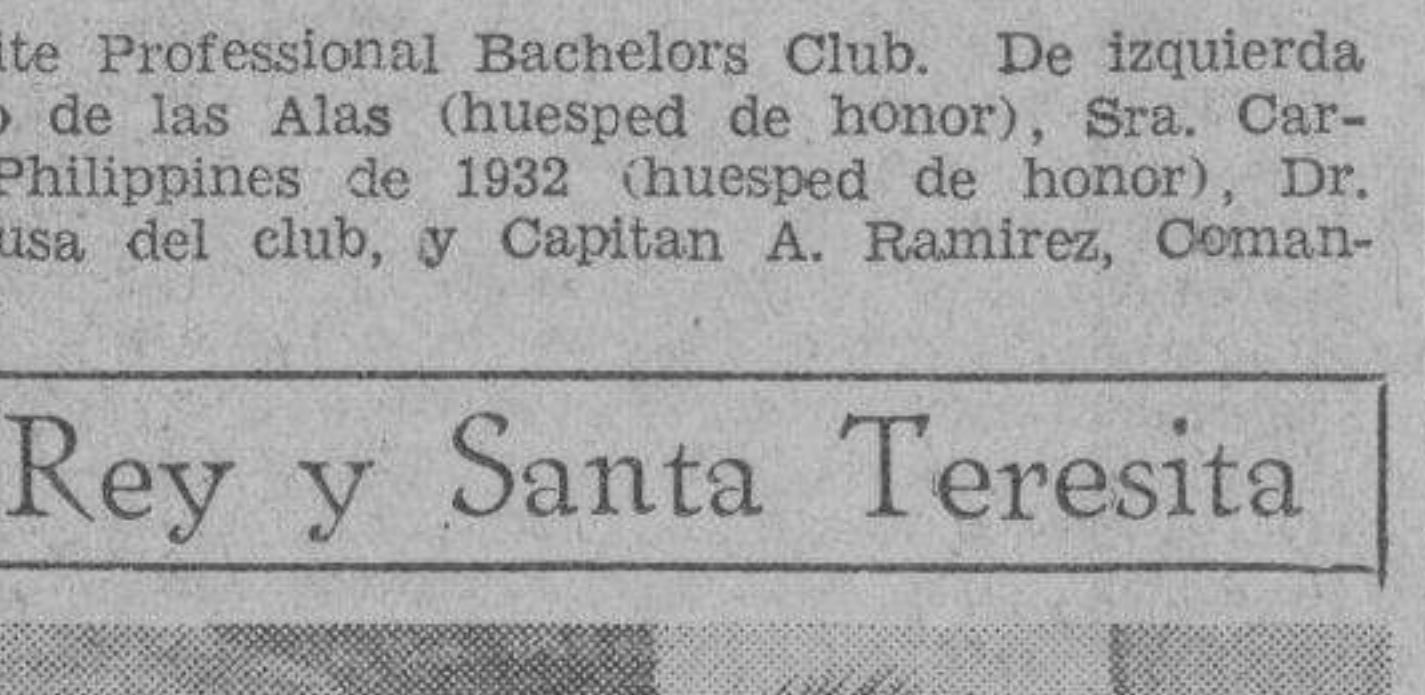 ite Professional Bachelors Club. De izquierda
de las Alas (huesped de honor), Sra. Car-
Philippines de 1932 (huesped de honor), Dr.
usa del club, y Capitan A. Ramirez, Coman-
Rey y Santa Teresita